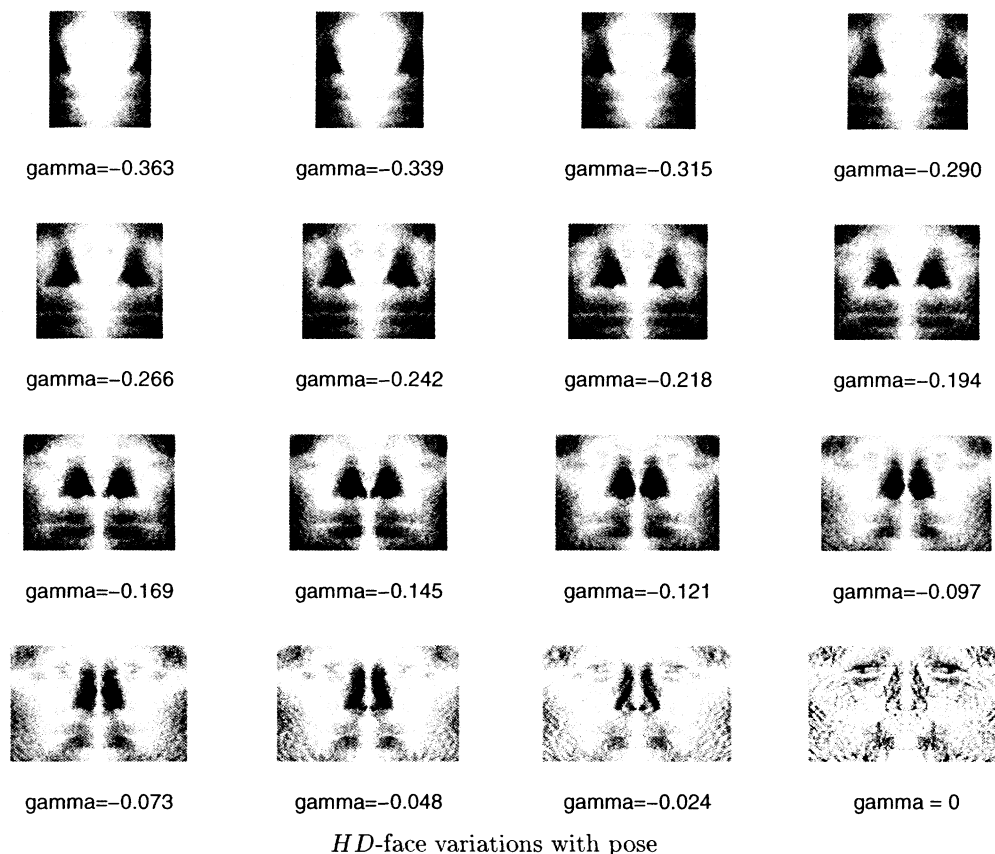 gamma=−0.363 gamma=−0.339 gamma=−0.315 gamma=−0.290
gamma=−0.266 gamma=−0.242 gamma=−0.218 gamma=−0.194
gamma=−0.169 gamma=−0.145 gamma=−0.121 gamma=−0.097
gamma=−0.073 gamma=−0.048 gamma=−0.024 gamma = 0
HD-face variations with pose